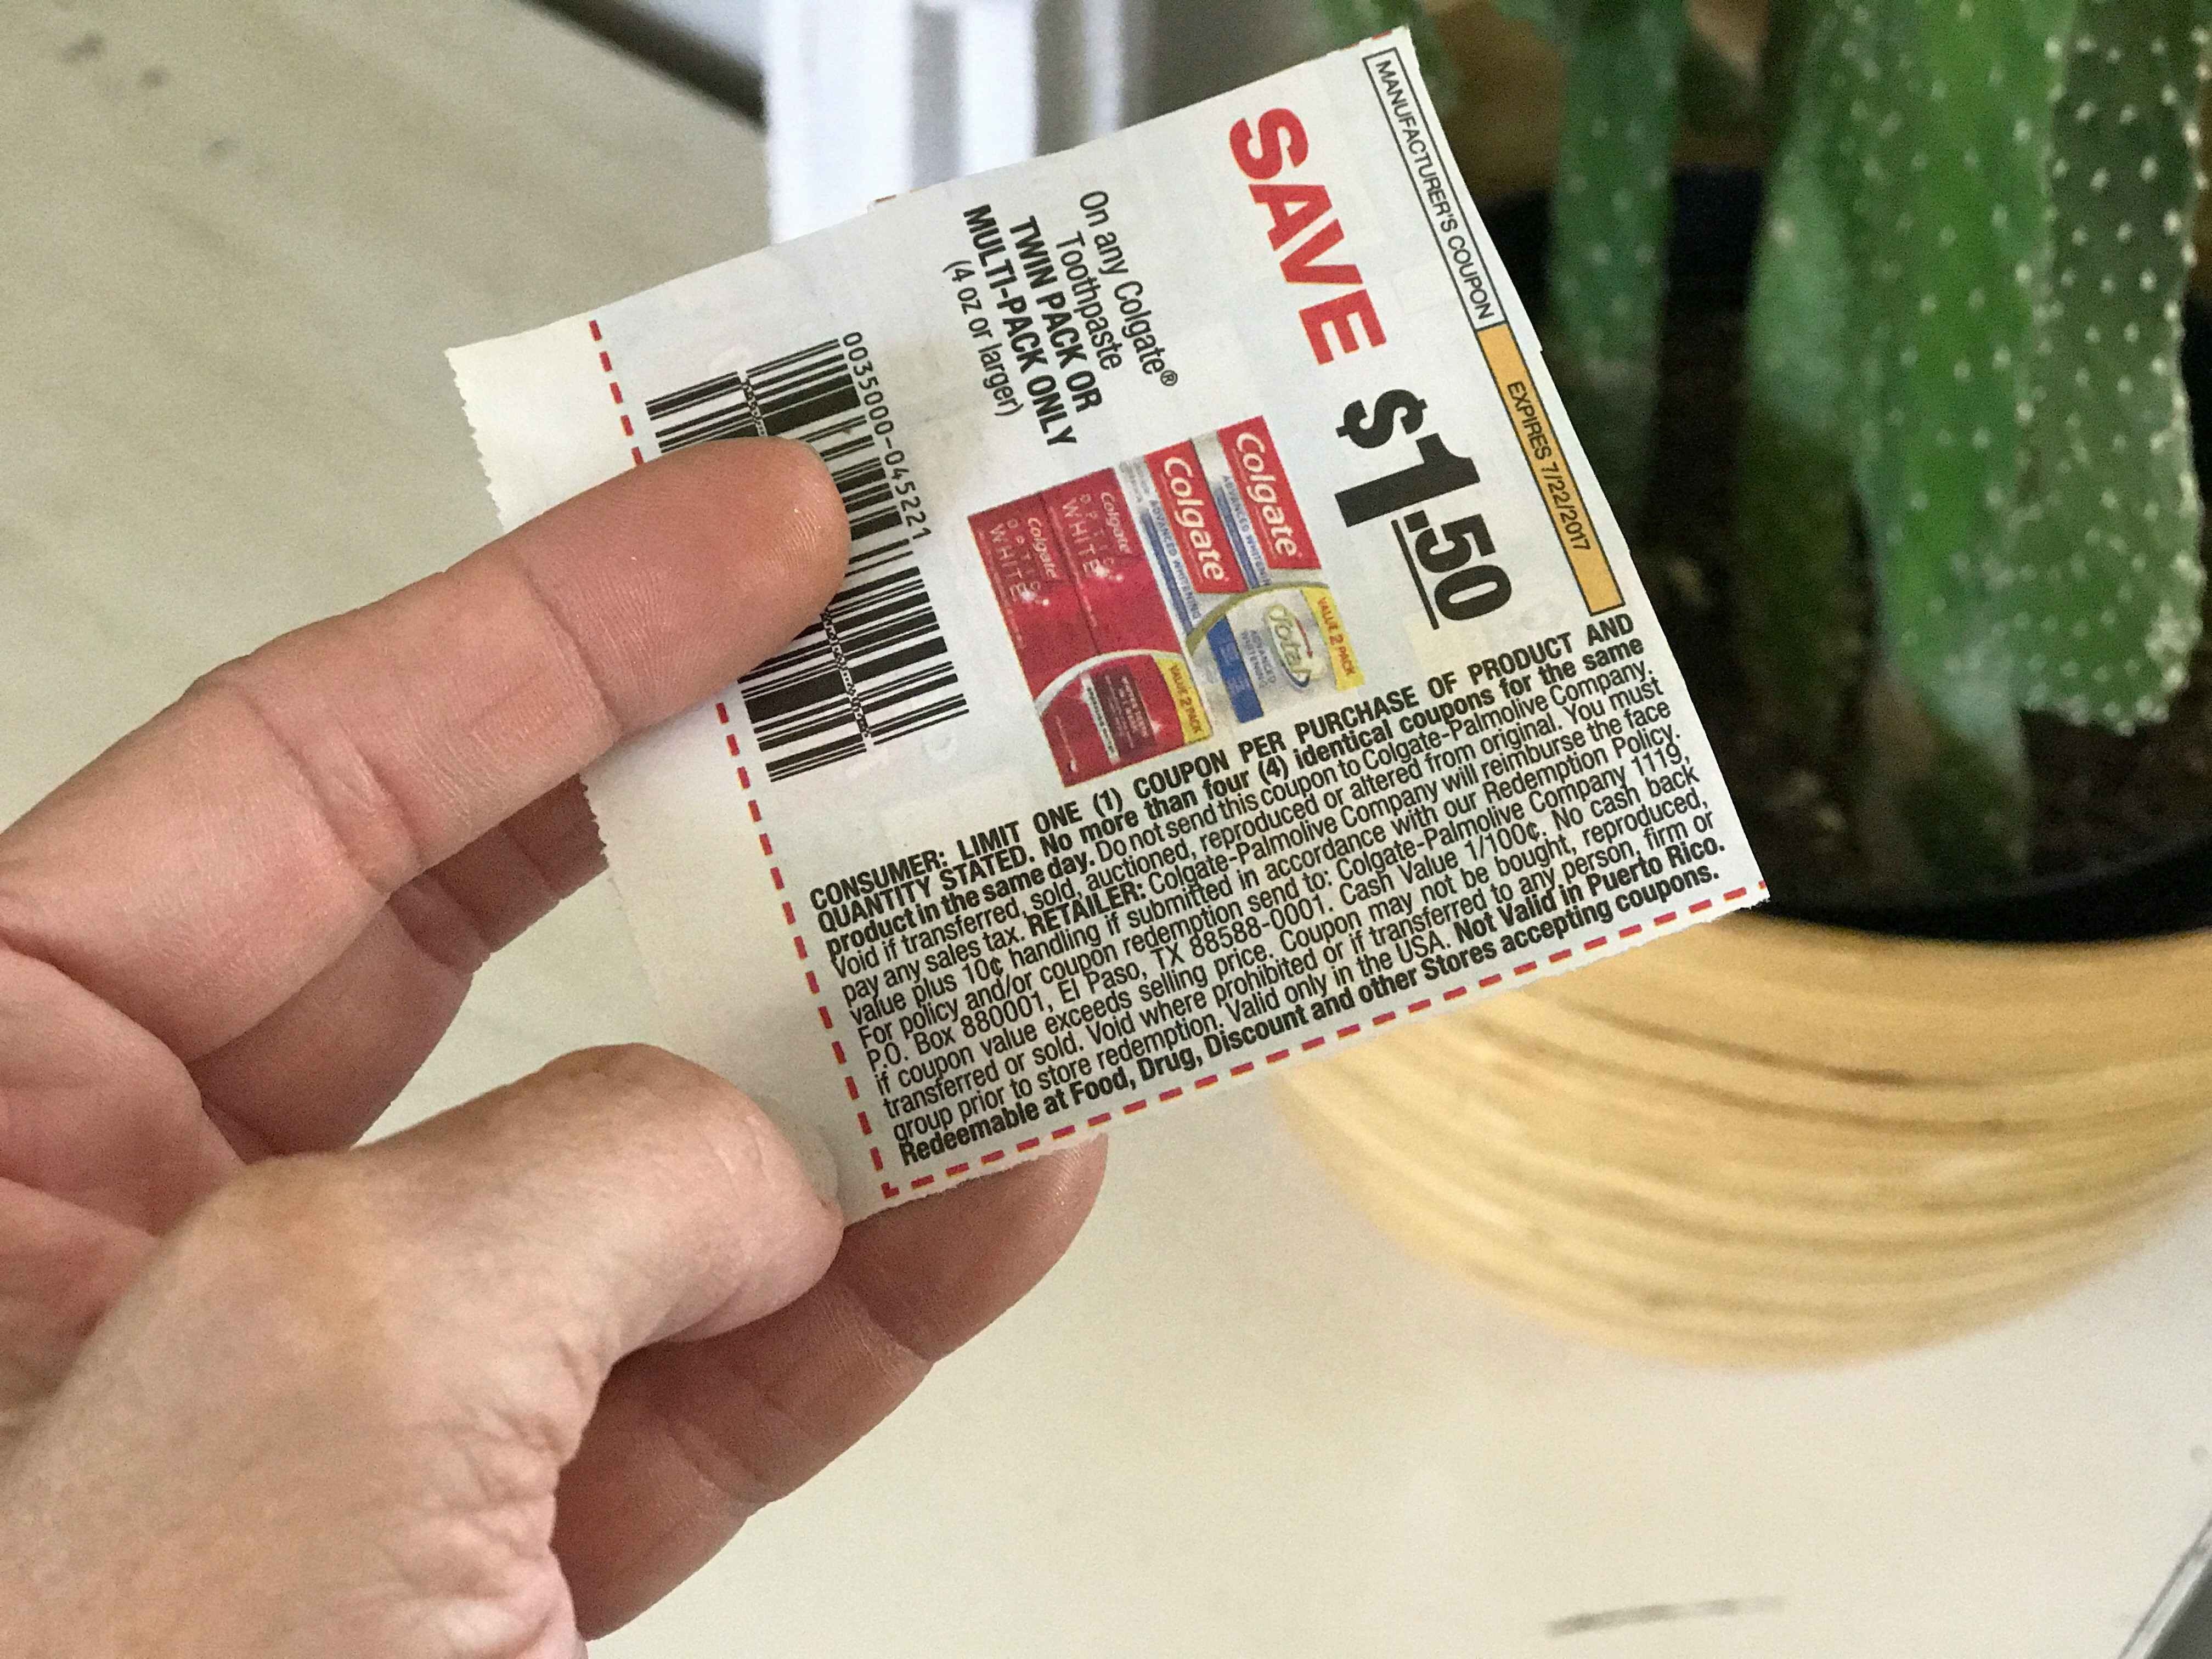 MANUFACTURER'S COUPON
EXPIRES 7/22/2017
SAVE $1.50
On any Colgate®
Toothpaste
TWIN PACK OR
MULTI-PACK ONLY
(4 oz or larger)
Colgate
ADVANCED WHITENING
Total
ADVANCED
WHITENING
VALUE 2 PACK
Colgate
ADVANCED WHITENING
Colgate
OPTIC
WHITE
VALUE 2 PACK
Colgate
OPTIC
WHITE
0035000-045221
CONSUMER: LIMIT ONE (1) COUPON PER PURCHASE OF PRODUCT AND
QUANTITY STATED. No more than four (4) identical coupons for the same
product in the same day. Do not send this coupon to Colgate-Palmolive Company.
Void if transferred, sold, auctioned, reproduced or altered from original. You must
pay any sales tax. RETAILER: Colgate-Palmolive Company will reimburse the face
value plus 10¢ handling if submitted in accordance with our Redemption Policy.
For policy and/or coupon redemption send to: Colgate-Palmolive Company 1119,
P.O. Box 880001, El Paso, TX 88588-0001. Cash Value 1/100¢. No cash back
if coupon value exceeds selling price. Coupon may not be bought, reproduced,
transferred or sold. Void where prohibited or if transferred to any person, firm or
group prior to store redemption. Valid only in the USA. Not Valid in Puerto Rico.
Redeemable at Food, Drug, Discount and other Stores accepting coupons.